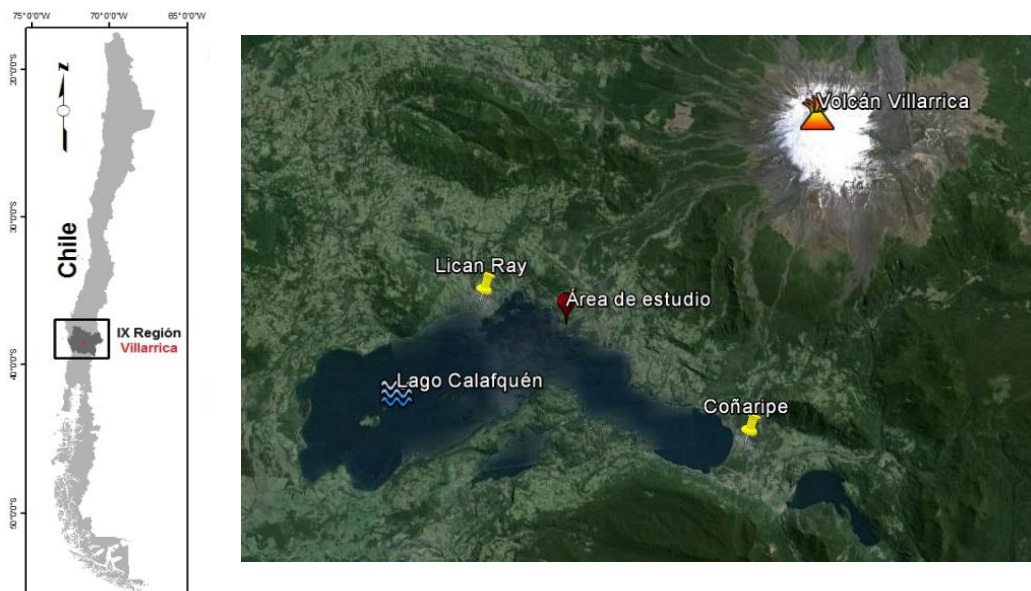 75°0'0"W 70°0'0"W 65°0'0"W
20°0'0"S
30°0'0"S
40°0'0"S
50°0'0"S
N
Chile
IX Región
Villarrica
Volcán Villarrica
Lican Ray
Área de estudio
Lago Calafquén
Coñaripe